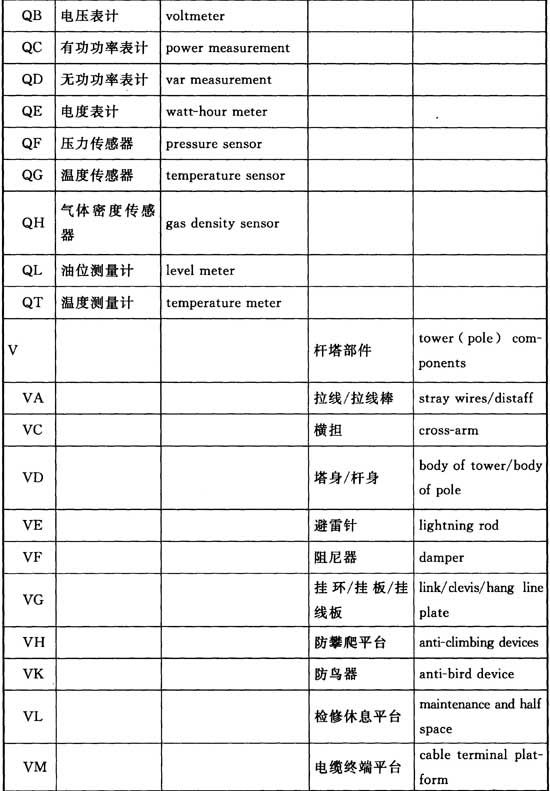 QB 电压表计 voltmeter
QC 有功功率表计 power measurement
QD 无功功率表计 var measurement
QE 电度表计 watt-hour meter
QF 压力传感器 pressure sensor
QG 温度传感器 temperature sensor
QH 气体密度传感 gas density sensor
器
QL 油位测量计 level meter
QT 温度测量计 temperature meter
V 杆塔部件 tower（pole） com-
ponents
VA 拉线/拉线棒 stray wires/distaff
VC 横担 cross-arm
VD 塔身/杆身 body of tower/body
of pole
VE 避雷针 lightning rod
VF 阻尼器 damper
VG 挂环/挂板/挂 link/clevis/hang line
线板 plate
VH 防攀爬平台 anti-climbing devices
VK 防鸟器 anti-bird device
VL 检修休息平台 maintenance and half
space
VM 电缆终端平台 cable terminal plat-
form